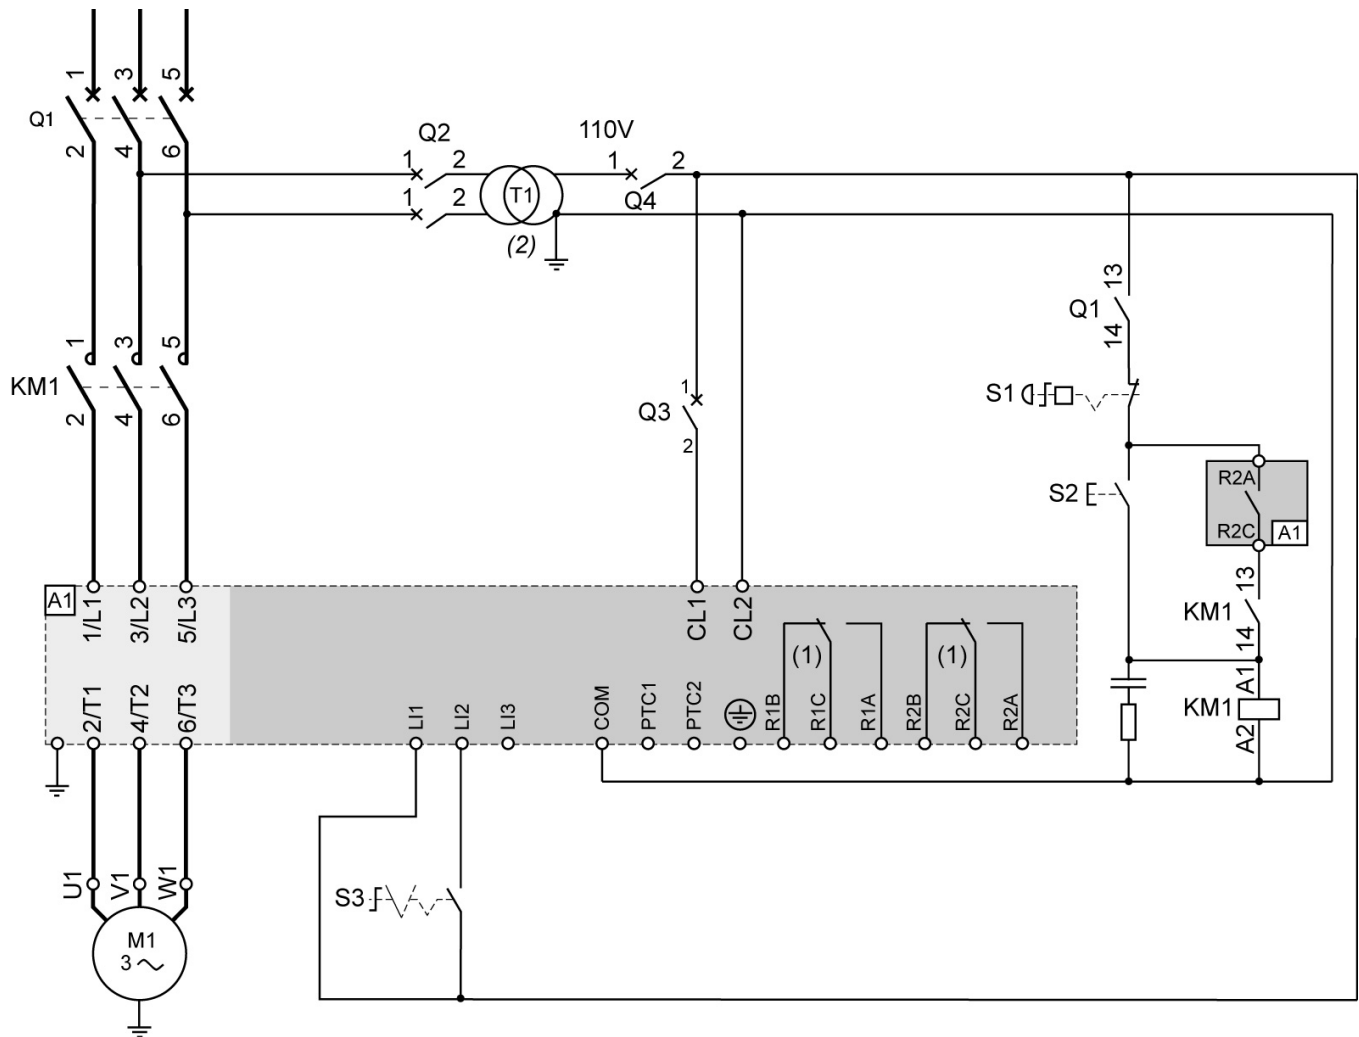 1 3 5
Q1
2 4 6
Q2
1 2
1 2
T1
(2)
110V
1 2
Q4
1 3 5
KM1
2 4 6
1
Q3
2
13
Q1
14
S1
S2
R2A
R2C
A1
13
KM1
14
A1
KM1
A2
A1
1/L1 3/L2 5/L3
CL1 CL2
2/T1 4/T2 6/T3
LI1 LI2 LI3
COM PTC1 PTC2
(1) (1)
R1B R1C R1A R2B R2C R2A
U1 V1 W1
M1
3
S3